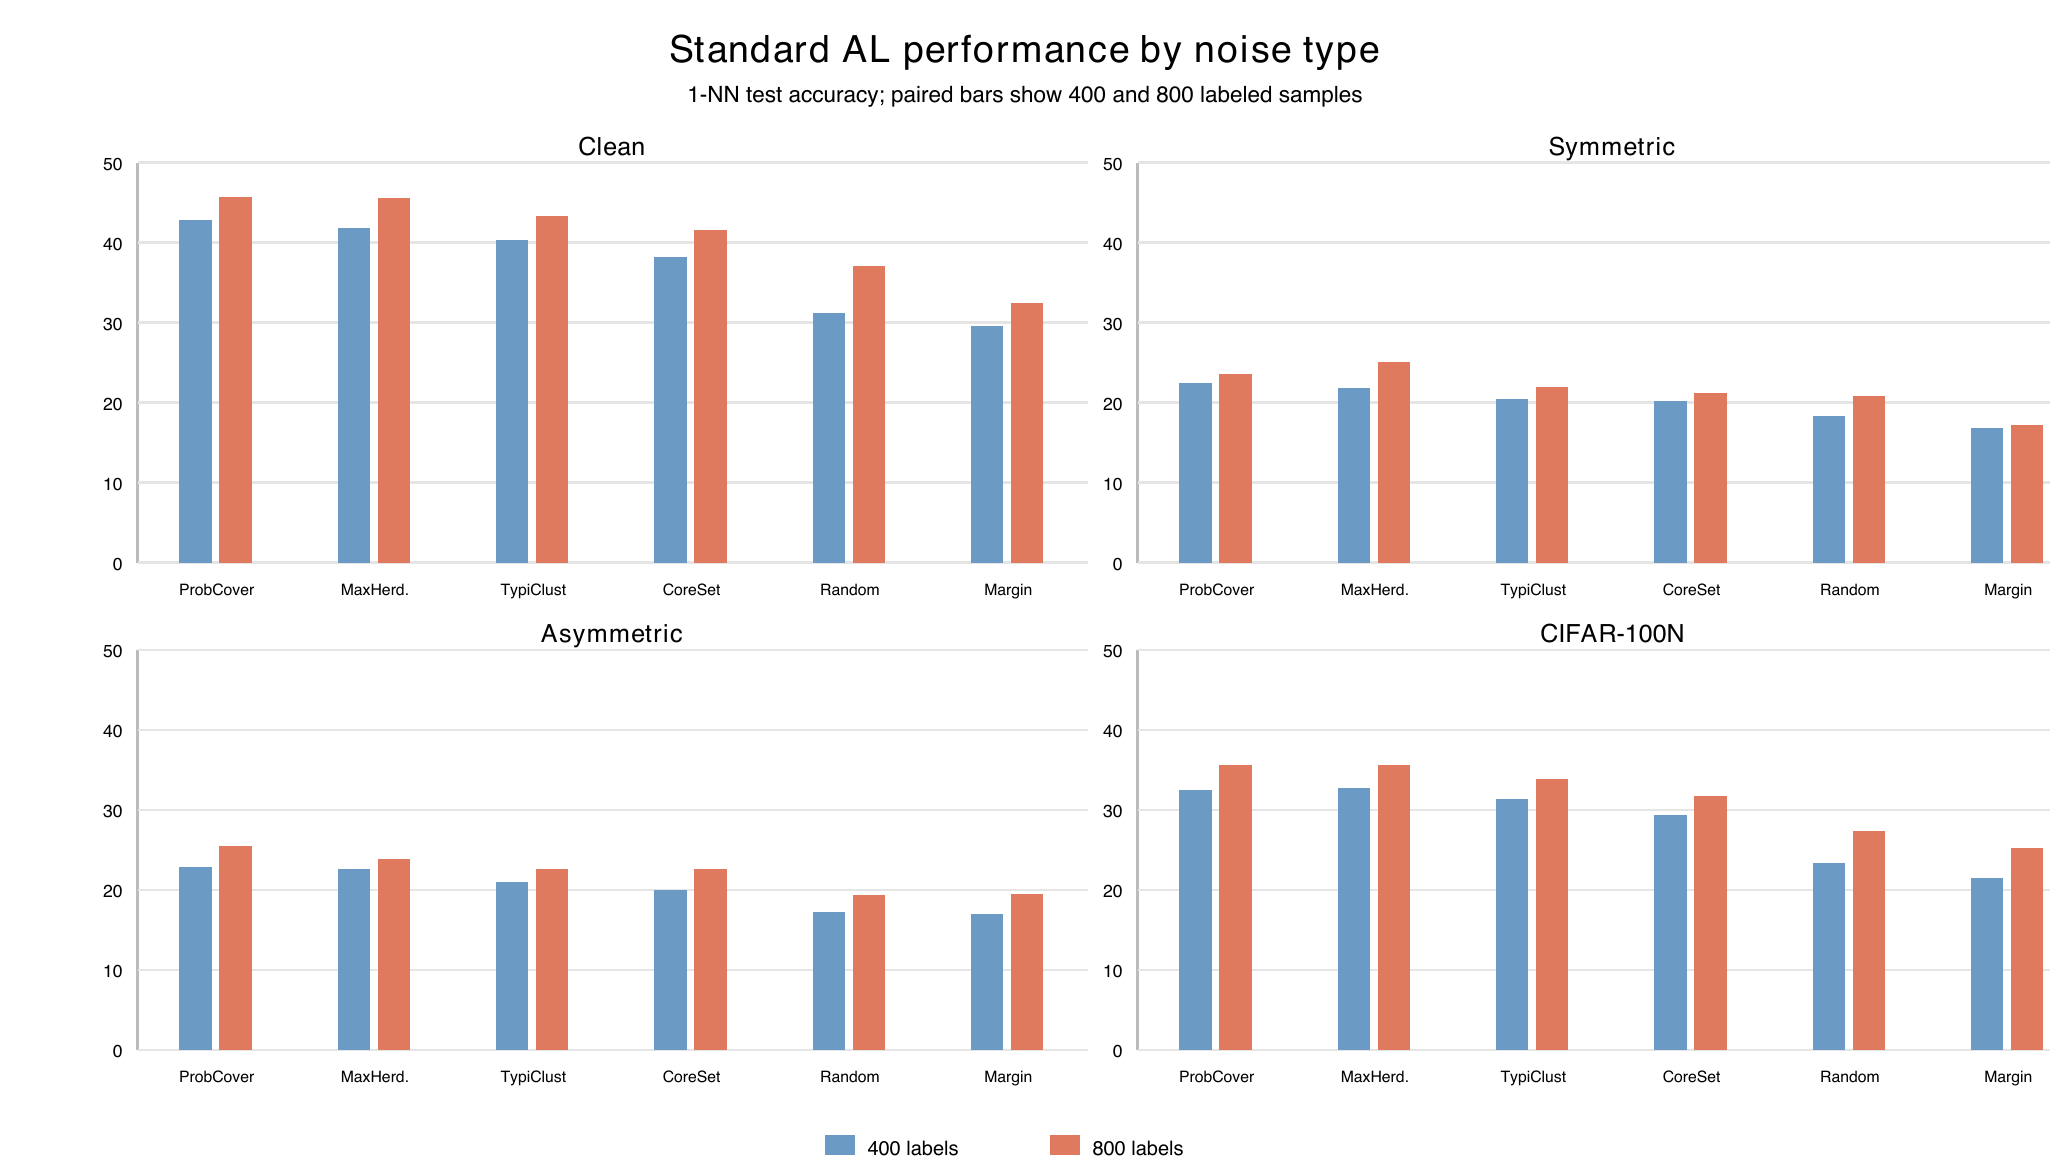 Standard AL performance by noise type
1-NN test accuracy; paired bars show 400 and 800 labeled samples
Clean
50
40
30
20
10
0
ProbCover MaxHerd. TypiClust CoreSet Random Margin
Symmetric
50
40
30
20
10
0
ProbCover MaxHerd. TypiClust CoreSet Random Margin
Asymmetric
50
40
30
20
10
0
ProbCover MaxHerd. TypiClust CoreSet Random Margin
CIFAR-100N
50
40
30
20
10
0
ProbCover MaxHerd. TypiClust CoreSet Random Margin
400 labels 800 labels